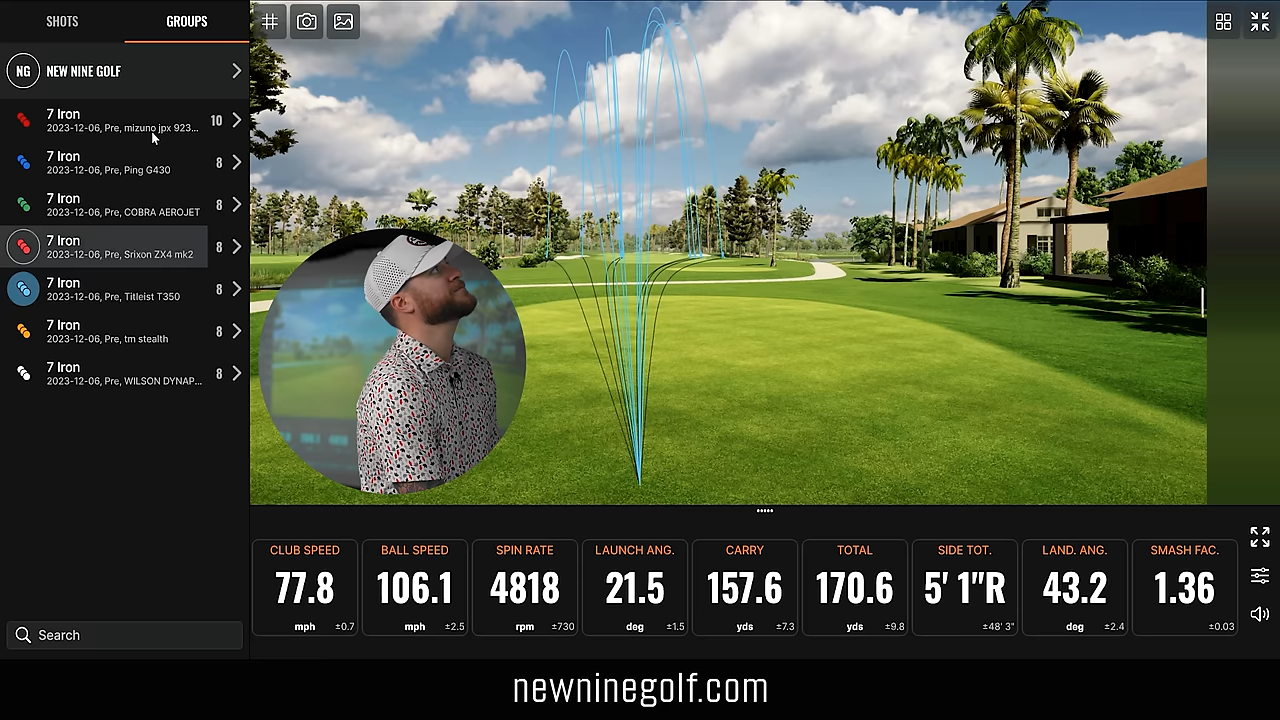 SHOTS GROUPS
NG NEW NINE GOLF
7 Iron
2023-12-06, Pre, mizuno jpx 923... 10
7 Iron
2023-12-06, Pre, Ping G430 8
7 Iron
2023-12-06, Pre, COBRA AEROJET 8
7 Iron
2023-12-06, Pre, Srixon ZX4 mk2 8
7 Iron
2023-12-06, Pre, Titleist T350 8
7 Iron
2023-12-06, Pre, tm stealth 8
7 Iron
2023-12-06, Pre, WILSON DYNAP... 8
Search
CLUB SPEED BALL SPEED SPIN RATE LAUNCH ANG. CARRY TOTAL SIDE TOT. LAND. ANG. SMASH FAC.
77.8 106.1 4818 21.5 157.6 170.6 5' 1"R 43.2 1.36
mph ±0.7 mph ±2.5 rpm ±730 deg ±1.5 yds ±7.3 yds ±9.8 ±48' 3" deg ±2.4 ±0.03
newninegolf.com